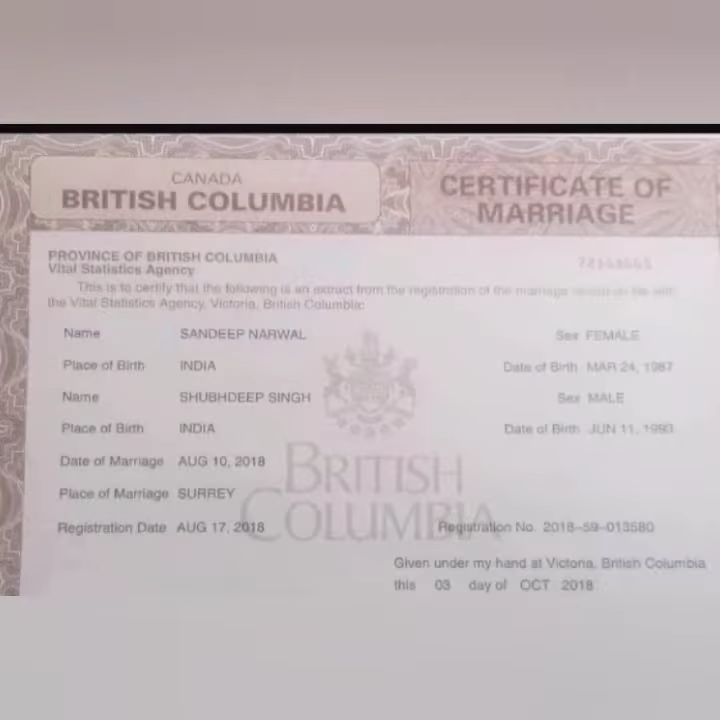 CANADA
BRITISH COLUMBIA
CERTIFICATE OF
MARRIAGE
PROVINCE OF BRITISH COLUMBIA
Vital Statistics Agency
This is to certify that the following is an extract from the registration of the marriage
the Vital Statistics Agency, Victoria, British Columbia:
Name SANDEEP NARWAL Sex FEMALE
Place of Birth INDIA Date of Birth MAR 24, 1987
Name SHUBHDEEP SINGH Sex MALE
Place of Birth INDIA Date of Birth JUN 11, 1993
Date of Marriage AUG 10, 2018
BRITISH
Place of Marriage SURREY
COLUMBIA
Registration Date AUG 17, 2018 Registration No. 2018-59-013580
Given under my hand at Victoria, British Columbia
this 03 day of OCT 2018